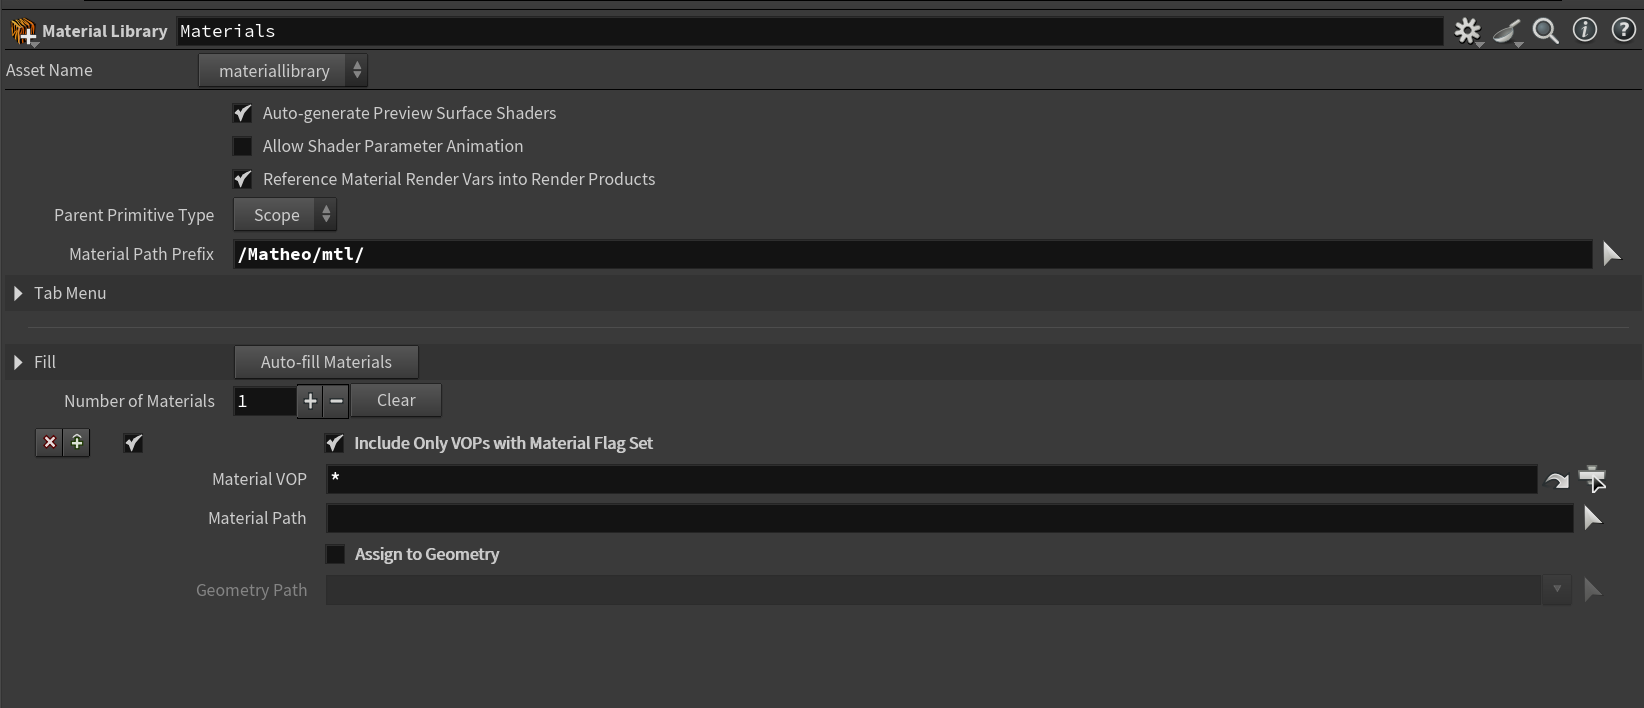 Material Library Materials
Asset Name materiallibrary
Auto-generate Preview Surface Shaders
Allow Shader Parameter Animation
Reference Material Render Vars into Render Products
Parent Primitive Type Scope
Material Path Prefix /Matheo/mtl/
Tab Menu
Fill Auto-fill Materials
Number of Materials 1 + - Clear
Include Only VOPs with Material Flag Set
Material VOP *
Material Path
Assign to Geometry
Geometry Path